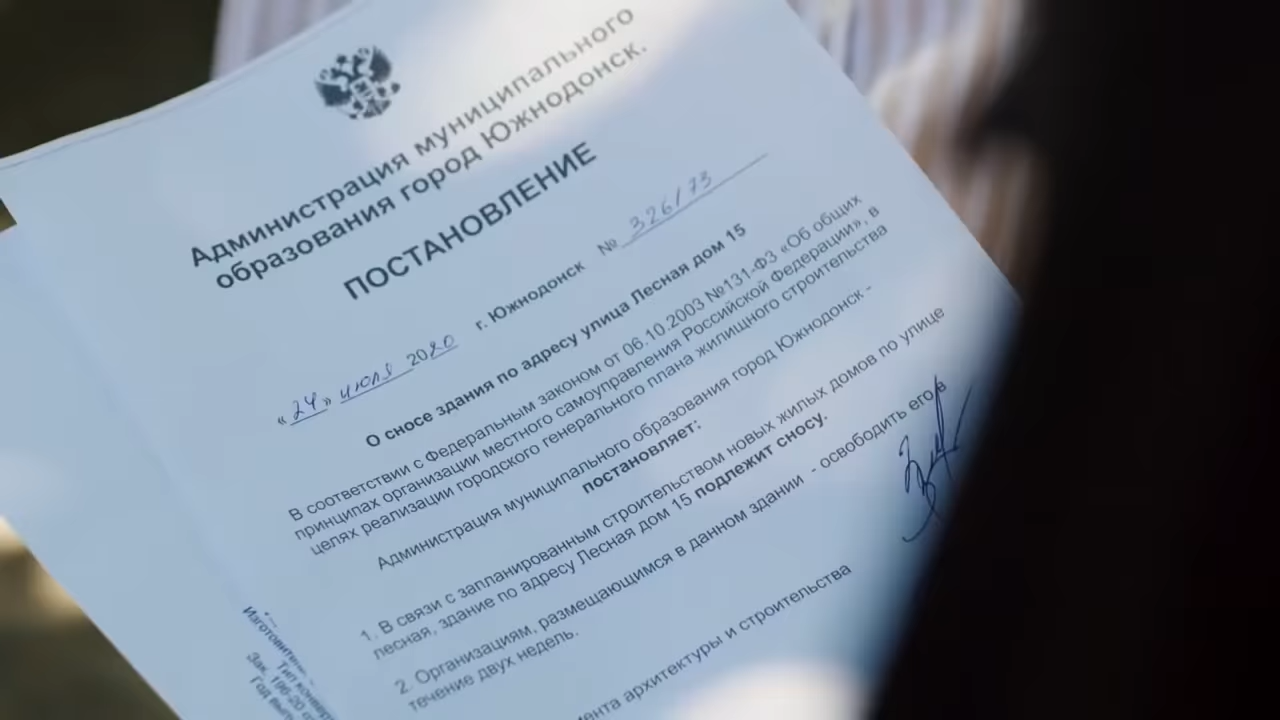 Администрация муниципального
образования город Южнодонск.
ПОСТАНОВЛЕНИЕ
«24» июля 2020 г. Южнодонск № 326/73
О сносе здания по адресу улица Лесная дом 15
В соответствии с Федеральным законом от 06.10.2003 №131-ФЗ «Об общих
принципах организации местного самоуправления Российской Федерации», в
целях реализации городского генерального плана жилищного строительства
Администрация муниципального образования город Южнодонск -
постановляет:
1. В связи с запланированным строительством новых жилых домов по улице
лесная, здание по адресу Лесная дом 15 подлежит сносу.
2. Организациям, размещающимся в данном здании - освободить его в
течение двух недель.
архитектуры и строительства
Зак. 196-20
Год